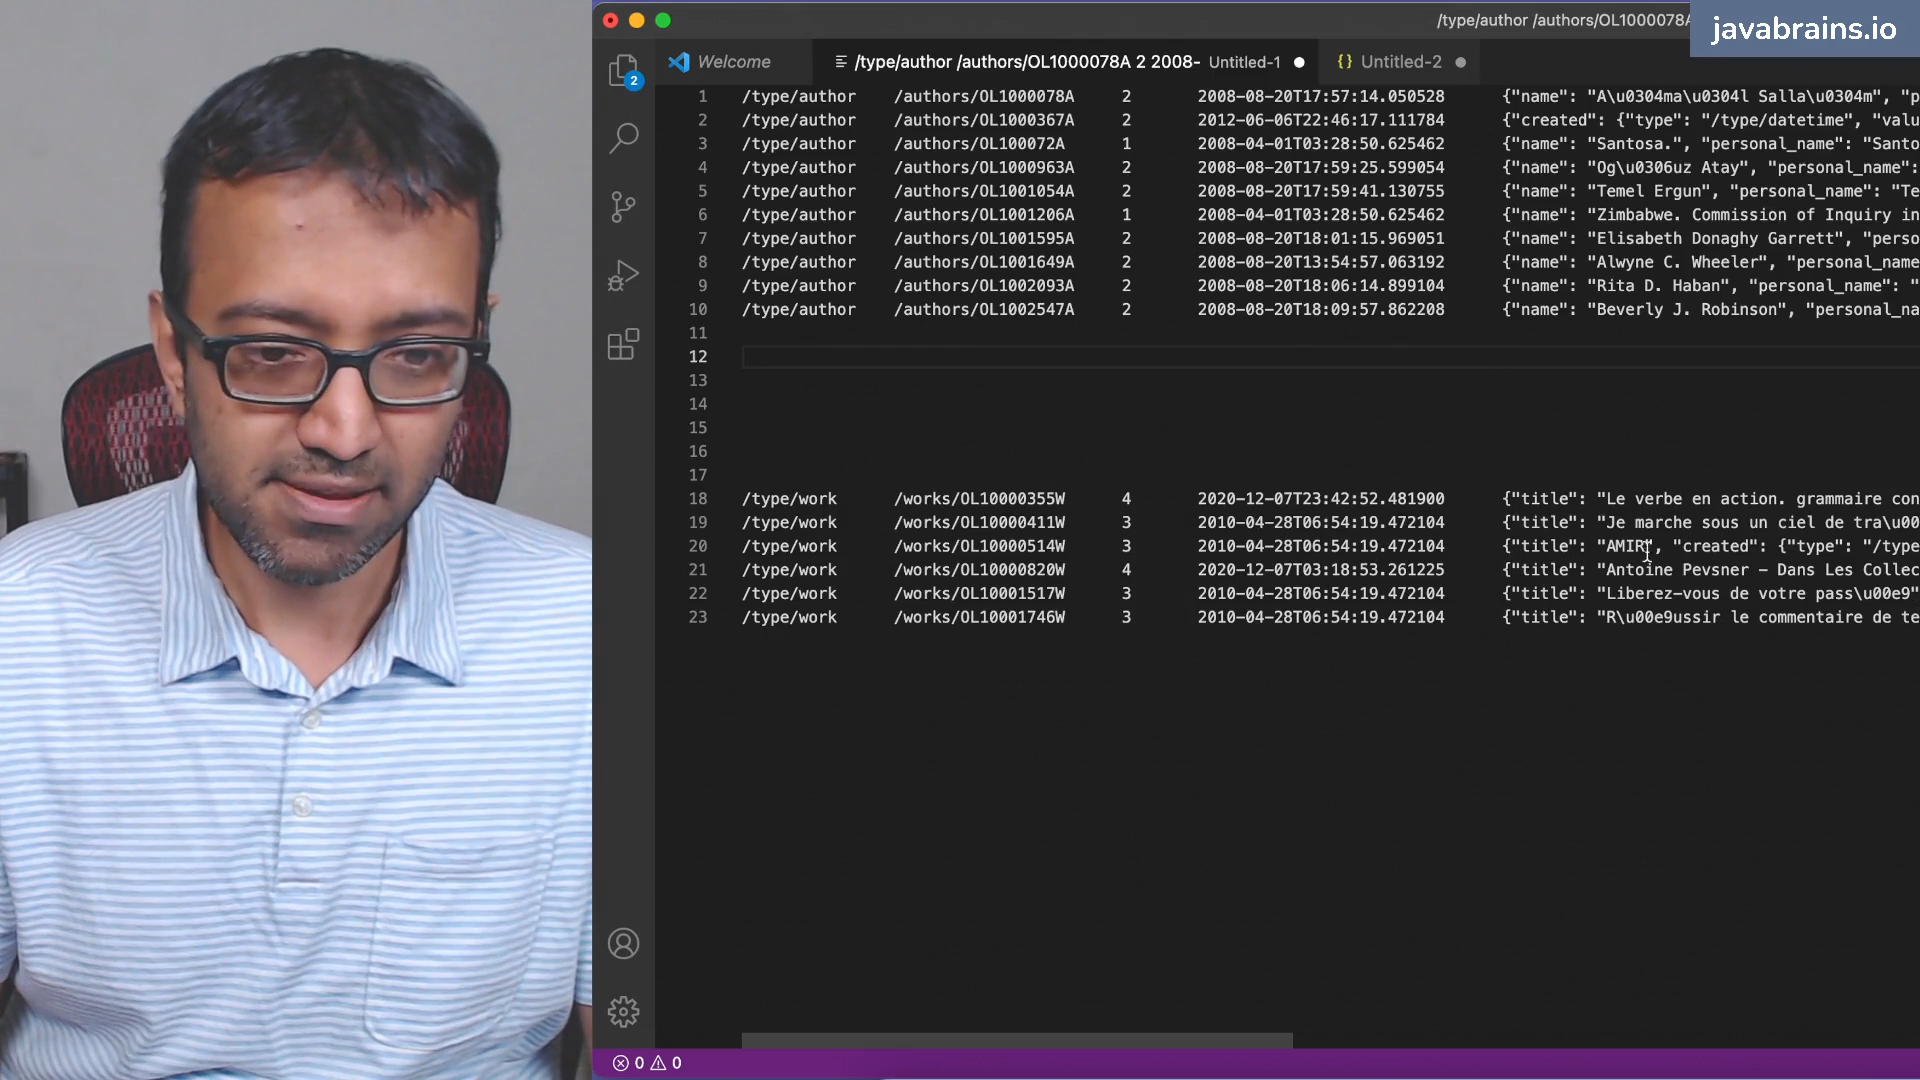 /type/author /authors/OL1000078A
javabrains.io
Welcome
/type/author /authors/OL1000078A 2 2008- Untitled-1
Untitled-2
2
1 /type/author /authors/OL1000078A 2 2008-08-20T17:57:14.050528 {"name": "A\u0304ma\u0304l Salla\u0304m", "p
2 /type/author /authors/OL1000367A 2 2012-06-06T22:46:17.111784 {"created": {"type": "/type/datetime", "valu
3 /type/author /authors/OL100072A 1 2008-04-01T03:28:50.625462 {"name": "Santosa.", "personal_name": "Santo
4 /type/author /authors/OL1000963A 2 2008-08-20T17:59:25.599054 {"name": "Og\u0306uz Atay", "personal_name":
5 /type/author /authors/OL1001054A 2 2008-08-20T17:59:41.130755 {"name": "Temel Ergun", "personal_name": "Te
6 /type/author /authors/OL1001206A 1 2008-04-01T03:28:50.625462 {"name": "Zimbabwe. Commission of Inquiry in
7 /type/author /authors/OL1001595A 2 2008-08-20T18:01:15.969051 {"name": "Elisabeth Donaghy Garrett", "perso
8 /type/author /authors/OL1001649A 2 2008-08-20T13:54:57.063192 {"name": "Alwyne C. Wheeler", "personal_name
9 /type/author /authors/OL1002093A 2 2008-08-20T18:06:14.899104 {"name": "Rita D. Haban", "personal_name": "
10 /type/author /authors/OL1002547A 2 2008-08-20T18:09:57.862208 {"name": "Beverly J. Robinson", "personal_na
11
12
13
14
15
16
17
18 /type/work /works/OL10000355W 4 2020-12-07T23:42:52.481900 {"title": "Le verbe en action. grammaire con
19 /type/work /works/OL10000411W 3 2010-04-28T06:54:19.472104 {"title": "Je marche sous un ciel de tra\u00
20 /type/work /works/OL10000514W 3 2010-04-28T06:54:19.472104 {"title": "AMIR", "created": {"type": "/type
21 /type/work /works/OL10000820W 4 2020-12-07T03:18:53.261225 {"title": "Antoine Pevsner - Dans Les Collec
22 /type/work /works/OL10001517W 3 2010-04-28T06:54:19.472104 {"title": "Liberez-vous de votre pass\u00e9"
23 /type/work /works/OL10001746W 3 2010-04-28T06:54:19.472104 {"title": "R\u00e9ussir le commentaire de te
0 0